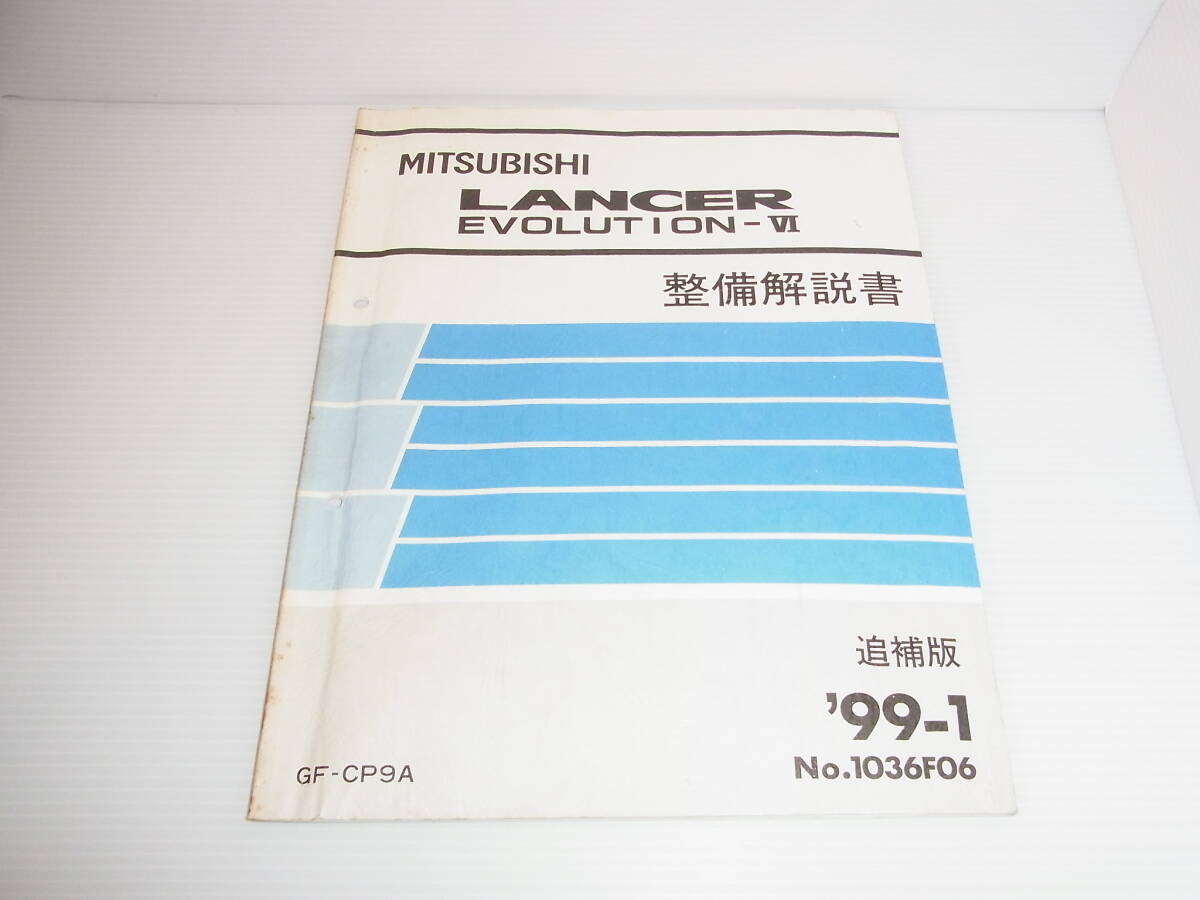 MITSUBISHI
LANCER
EVOLUTION-VI
整備解説書
追補版
'99-1
No.1036F06
GF-CP9A